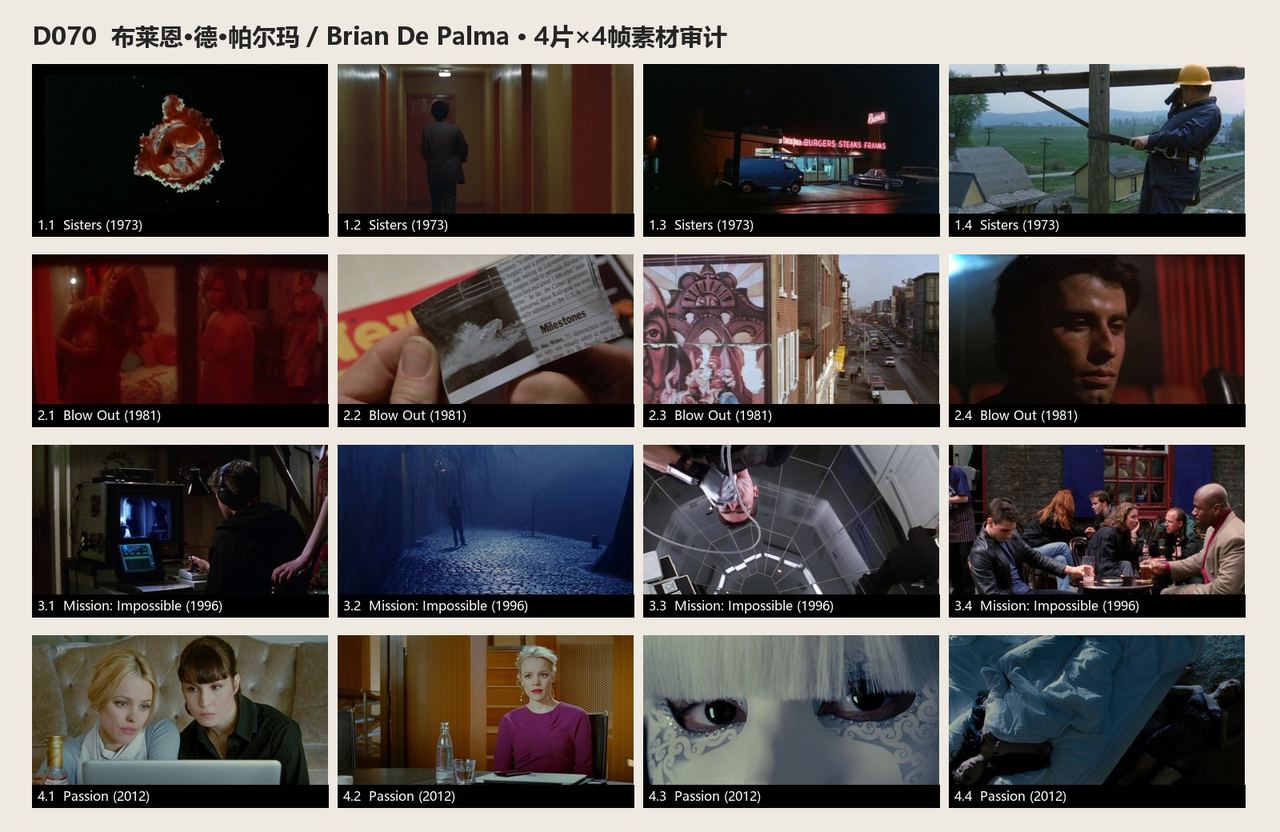 D070 布莱恩•德•帕尔玛 / Brian De Palma • 4片×4帧素材审计
BURGERS STEAKS FRANKS
1.1 Sisters (1973)
1.2 Sisters (1973)
1.3 Sisters (1973)
1.4 Sisters (1973)
Milestones
2.1 Blow Out (1981)
2.2 Blow Out (1981)
2.3 Blow Out (1981)
2.4 Blow Out (1981)
3.1 Mission: Impossible (1996)
3.2 Mission: Impossible (1996)
3.3 Mission: Impossible (1996)
3.4 Mission: Impossible (1996)
4.1 Passion (2012)
4.2 Passion (2012)
4.3 Passion (2012)
4.4 Passion (2012)